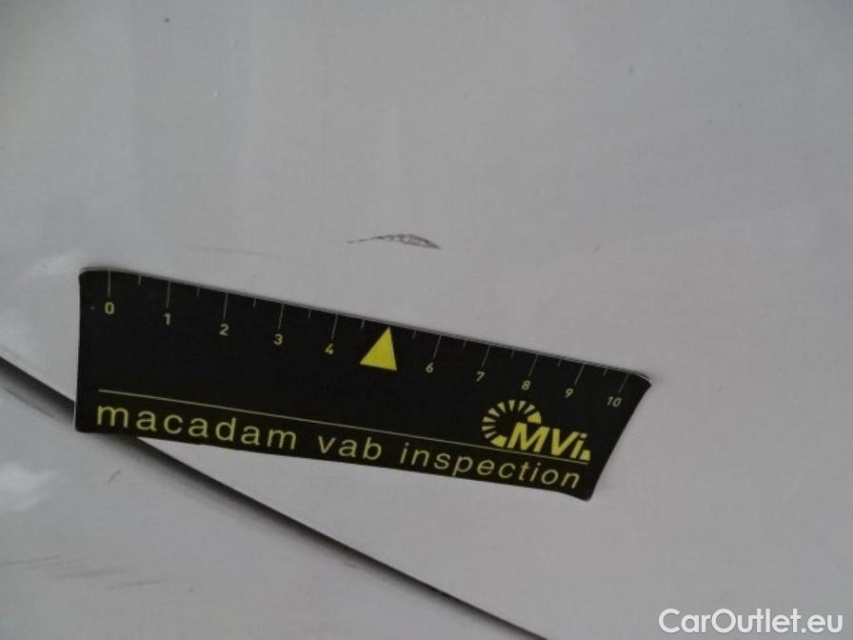 0 1 2 3 4 6 7 8 9 10
MVi
macadam vab inspection
CarOutlet.eu